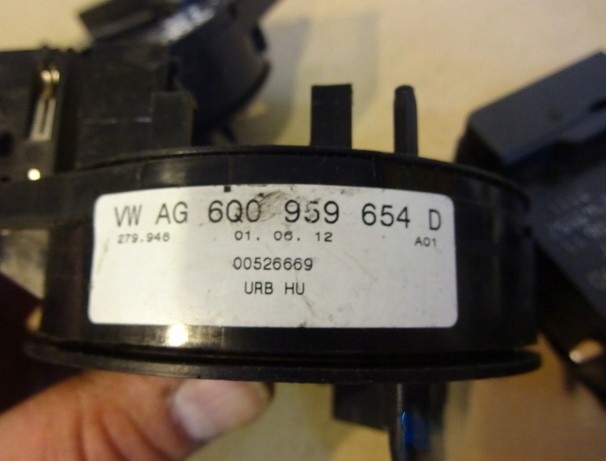 VW AG 6Q0 959 654 D
279.946 01. 06. 12 A01
00526669
URB HU